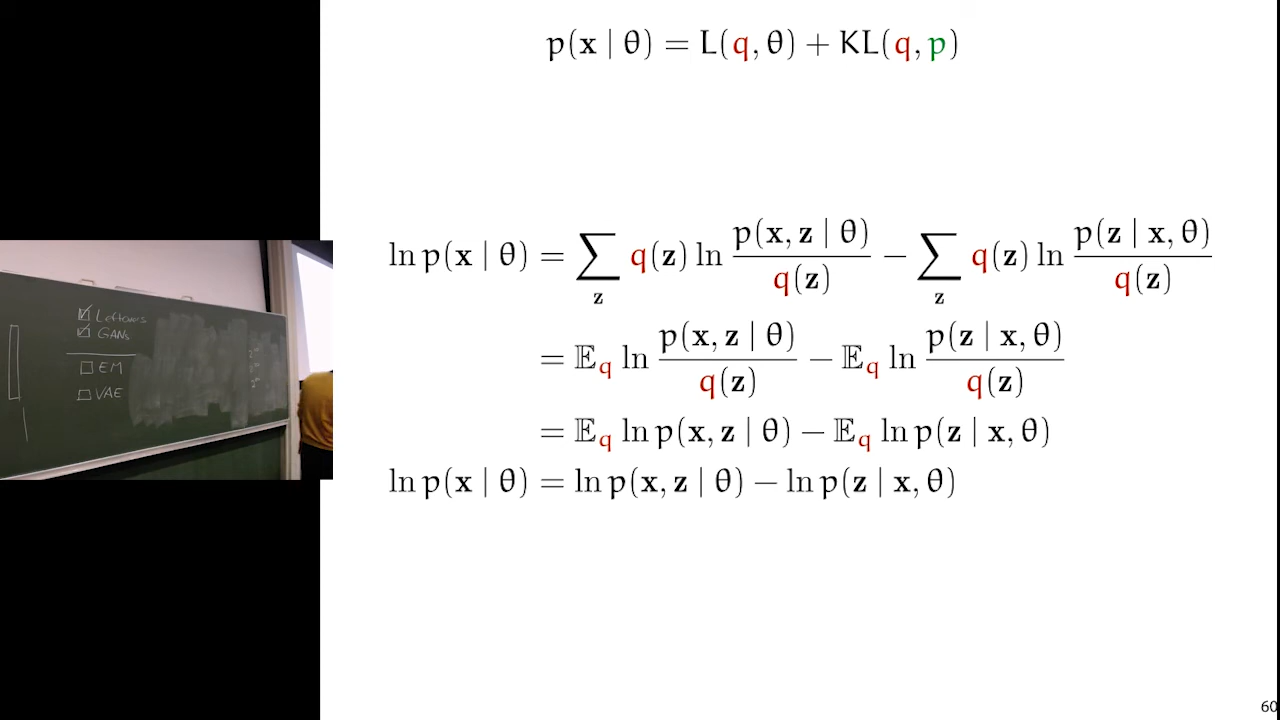 p(x | θ) = L(q, θ) + KL(q, p)
ln p(x | θ) = ∑_z q(z) ln p(x, z | θ) / q(z) − ∑_z q(z) ln p(z | x, θ) / q(z)
= 𝔼_q ln p(x, z | θ) / q(z) − 𝔼_q ln p(z | x, θ) / q(z)
= 𝔼_q ln p(x, z | θ) − 𝔼_q ln p(z | x, θ)
ln p(x | θ) = ln p(x, z | θ) − ln p(z | x, θ)
GANs
EM
VAE
60